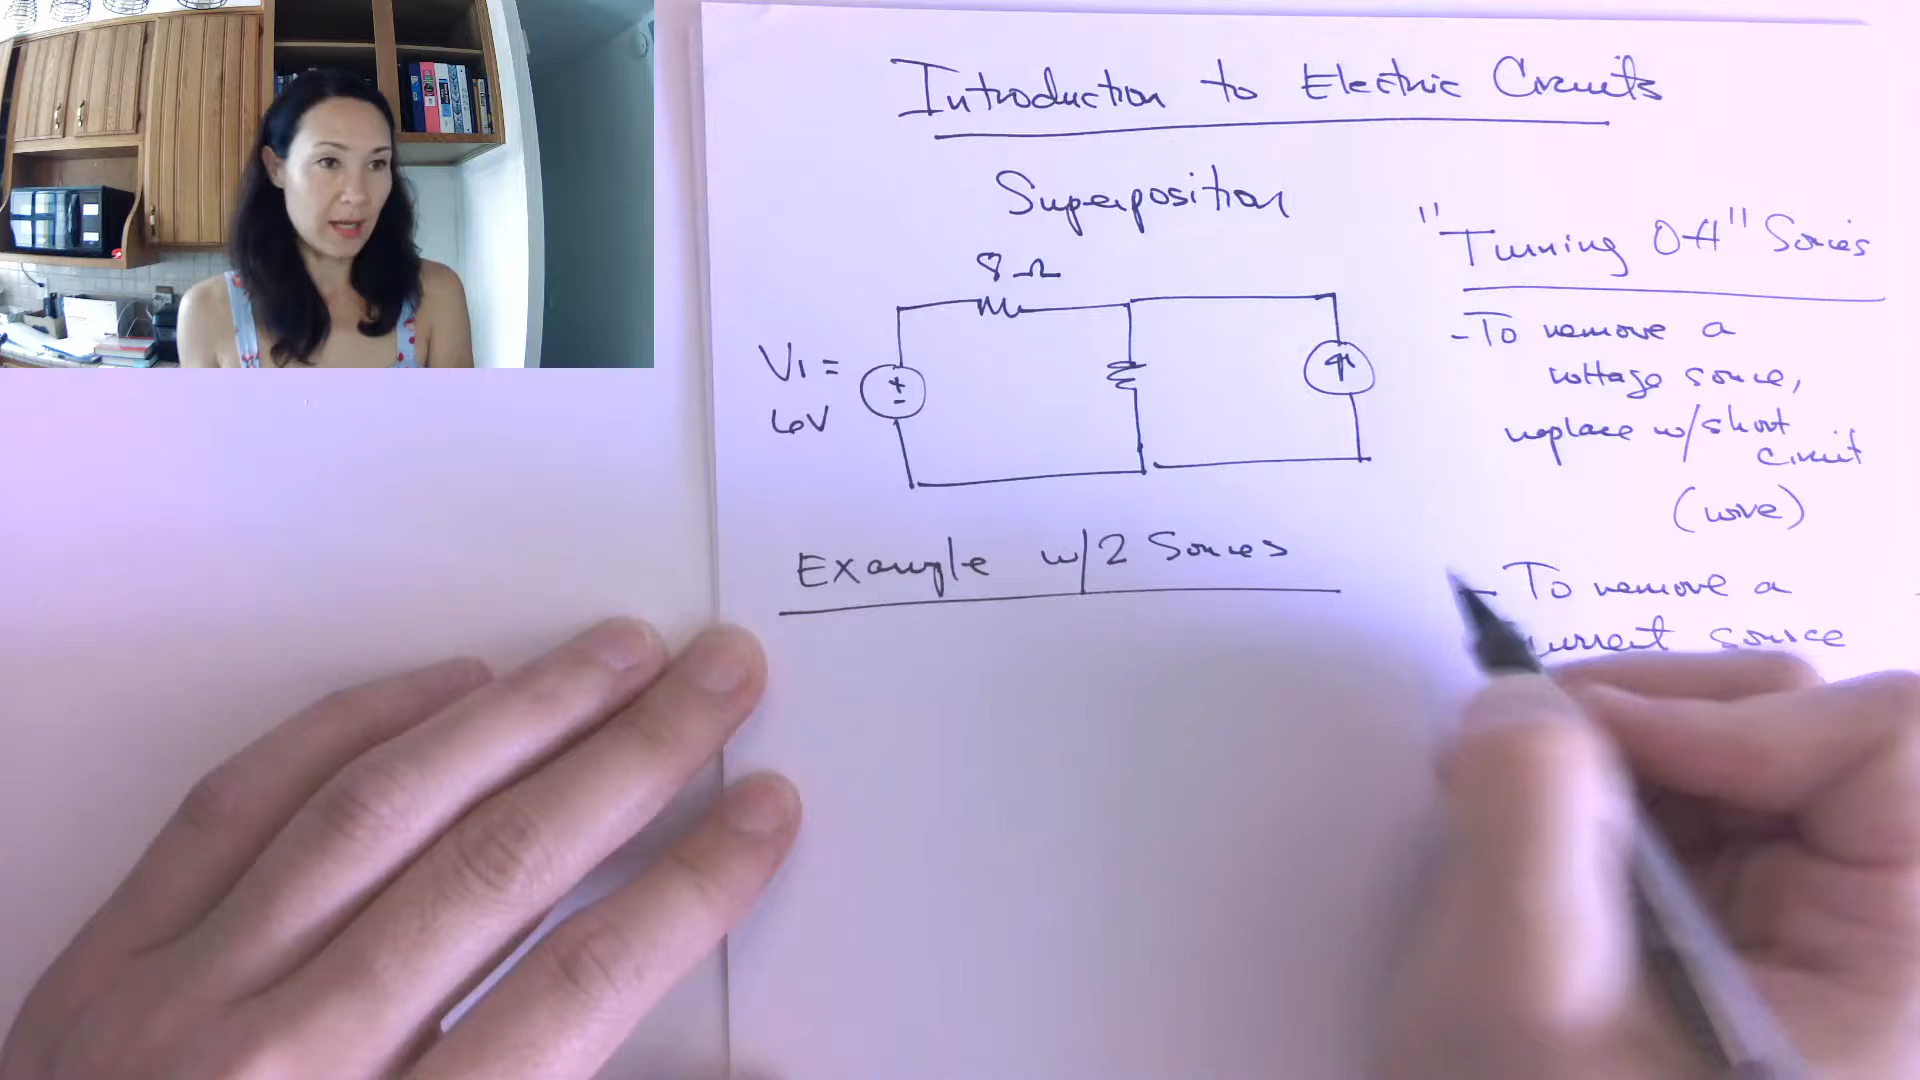 Introduction to Electric Circuits
Superposition
8 Ω
V1 =
6V
+
-
Example w/2 Sources
"Turning Off" Sources
- To remove a
voltage source,
replace w/short
circuit
(wire)
- To remove a
current source